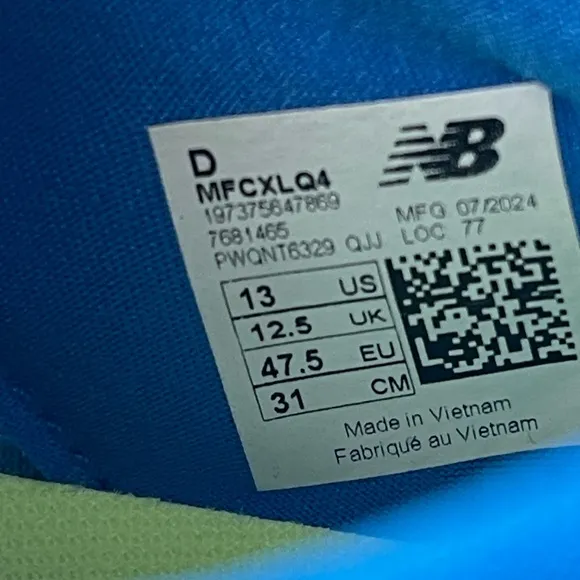 D
NB
MFCXLQ4
197375647869
7681465
PWQNT6329 QJJ
MFG 07/2024
LOC 77
13 US
12.5 UK
47.5 EU
31 CM
Made in Vietnam
Fabriqué au Vietnam